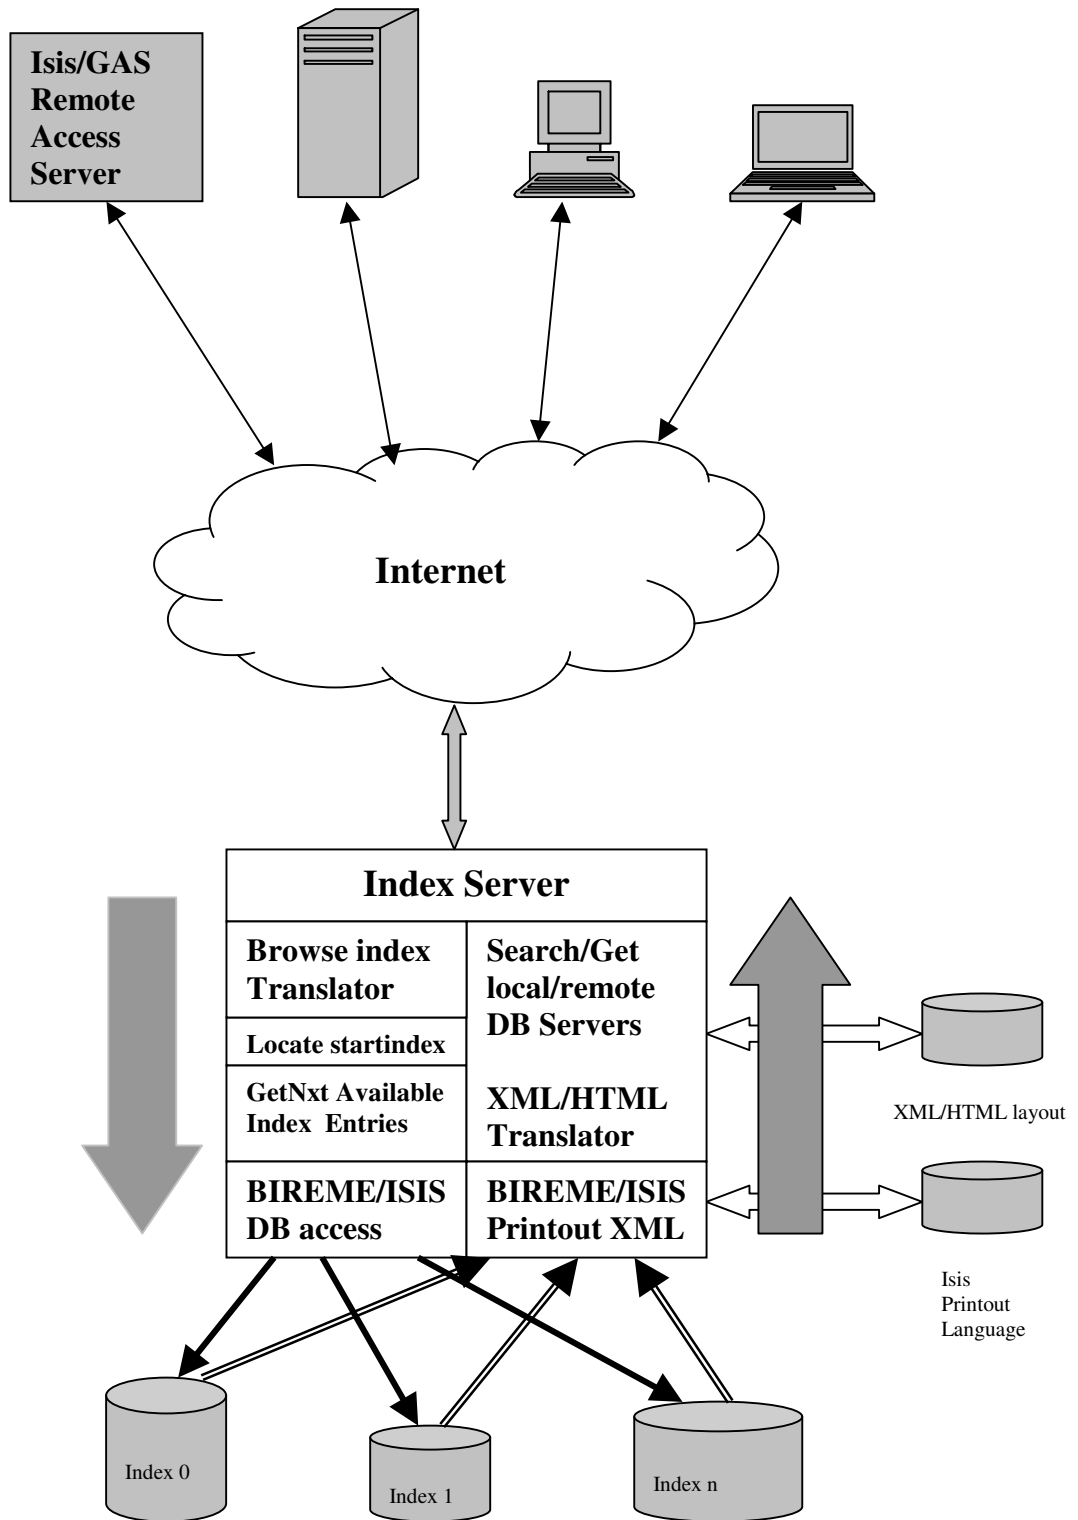 Isis/GAS
Remote
Access
Server
Internet
Index Server
Browse index
Translator
Locate startindex
GetNxt Available
Index Entries
BIREME/ISIS
DB access
Search/Get
local/remote
DB Servers
XML/HTML
Translator
BIREME/ISIS
Printout XML
XML/HTML layout
Isis
Printout
Language
Index 0
Index 1
Index n